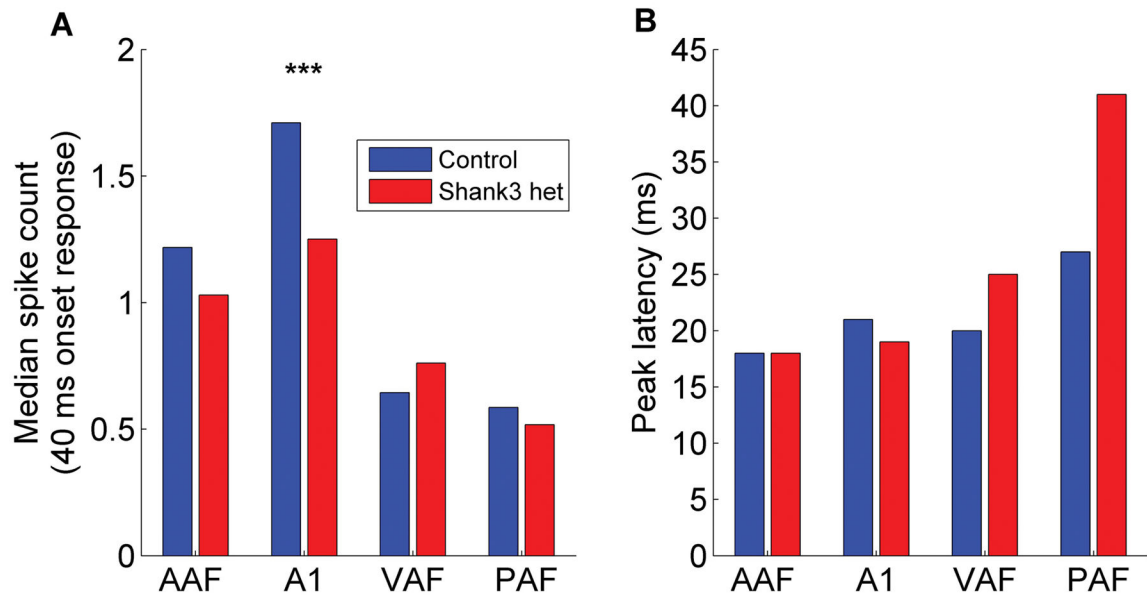 A
Median spike count
(40 ms onset response)
2
1.5
1
0.5
0
***
Control
Shank3 het
AAF A1 VAF PAF
B
Peak latency (ms)
45
40
35
30
25
20
15
10
5
0
AAF A1 VAF PAF